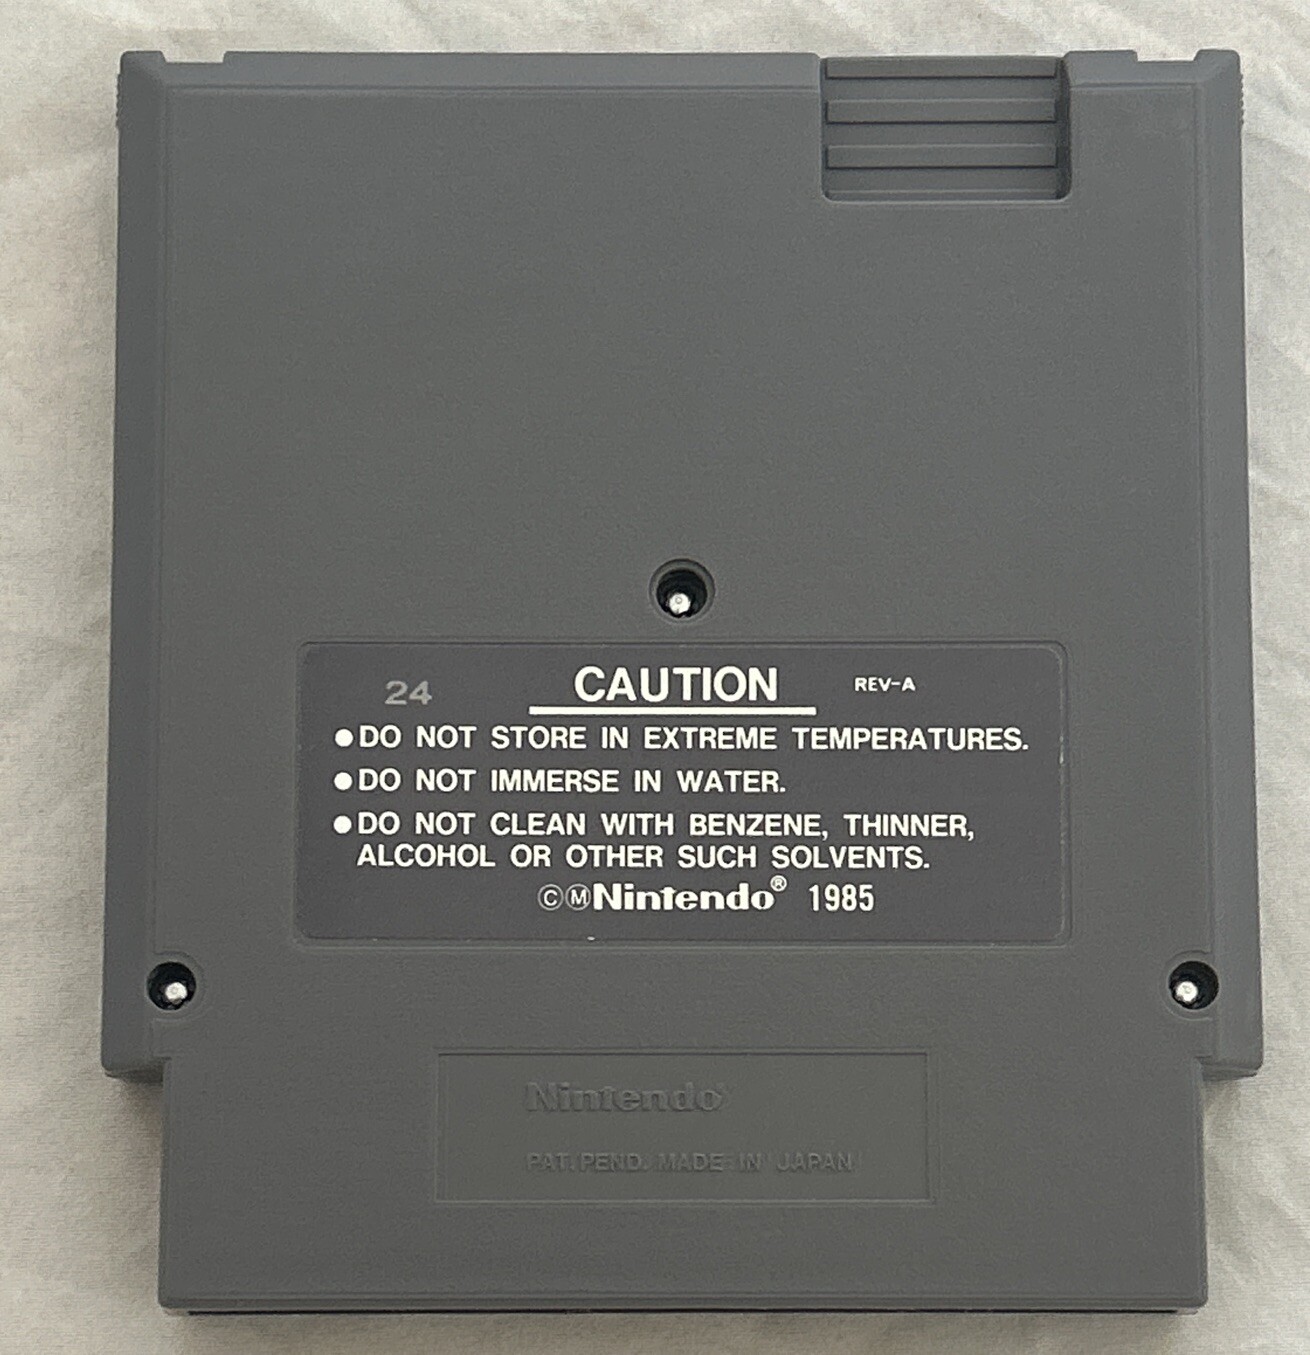 24 CAUTION REV-A
●DO NOT STORE IN EXTREME TEMPERATURES.
●DO NOT IMMERSE IN WATER.
●DO NOT CLEAN WITH BENZENE, THINNER,
ALCOHOL OR OTHER SUCH SOLVENTS.
ⒸⓂNintendo® 1985
Nintendo
PAT. PEND. MADE IN JAPAN